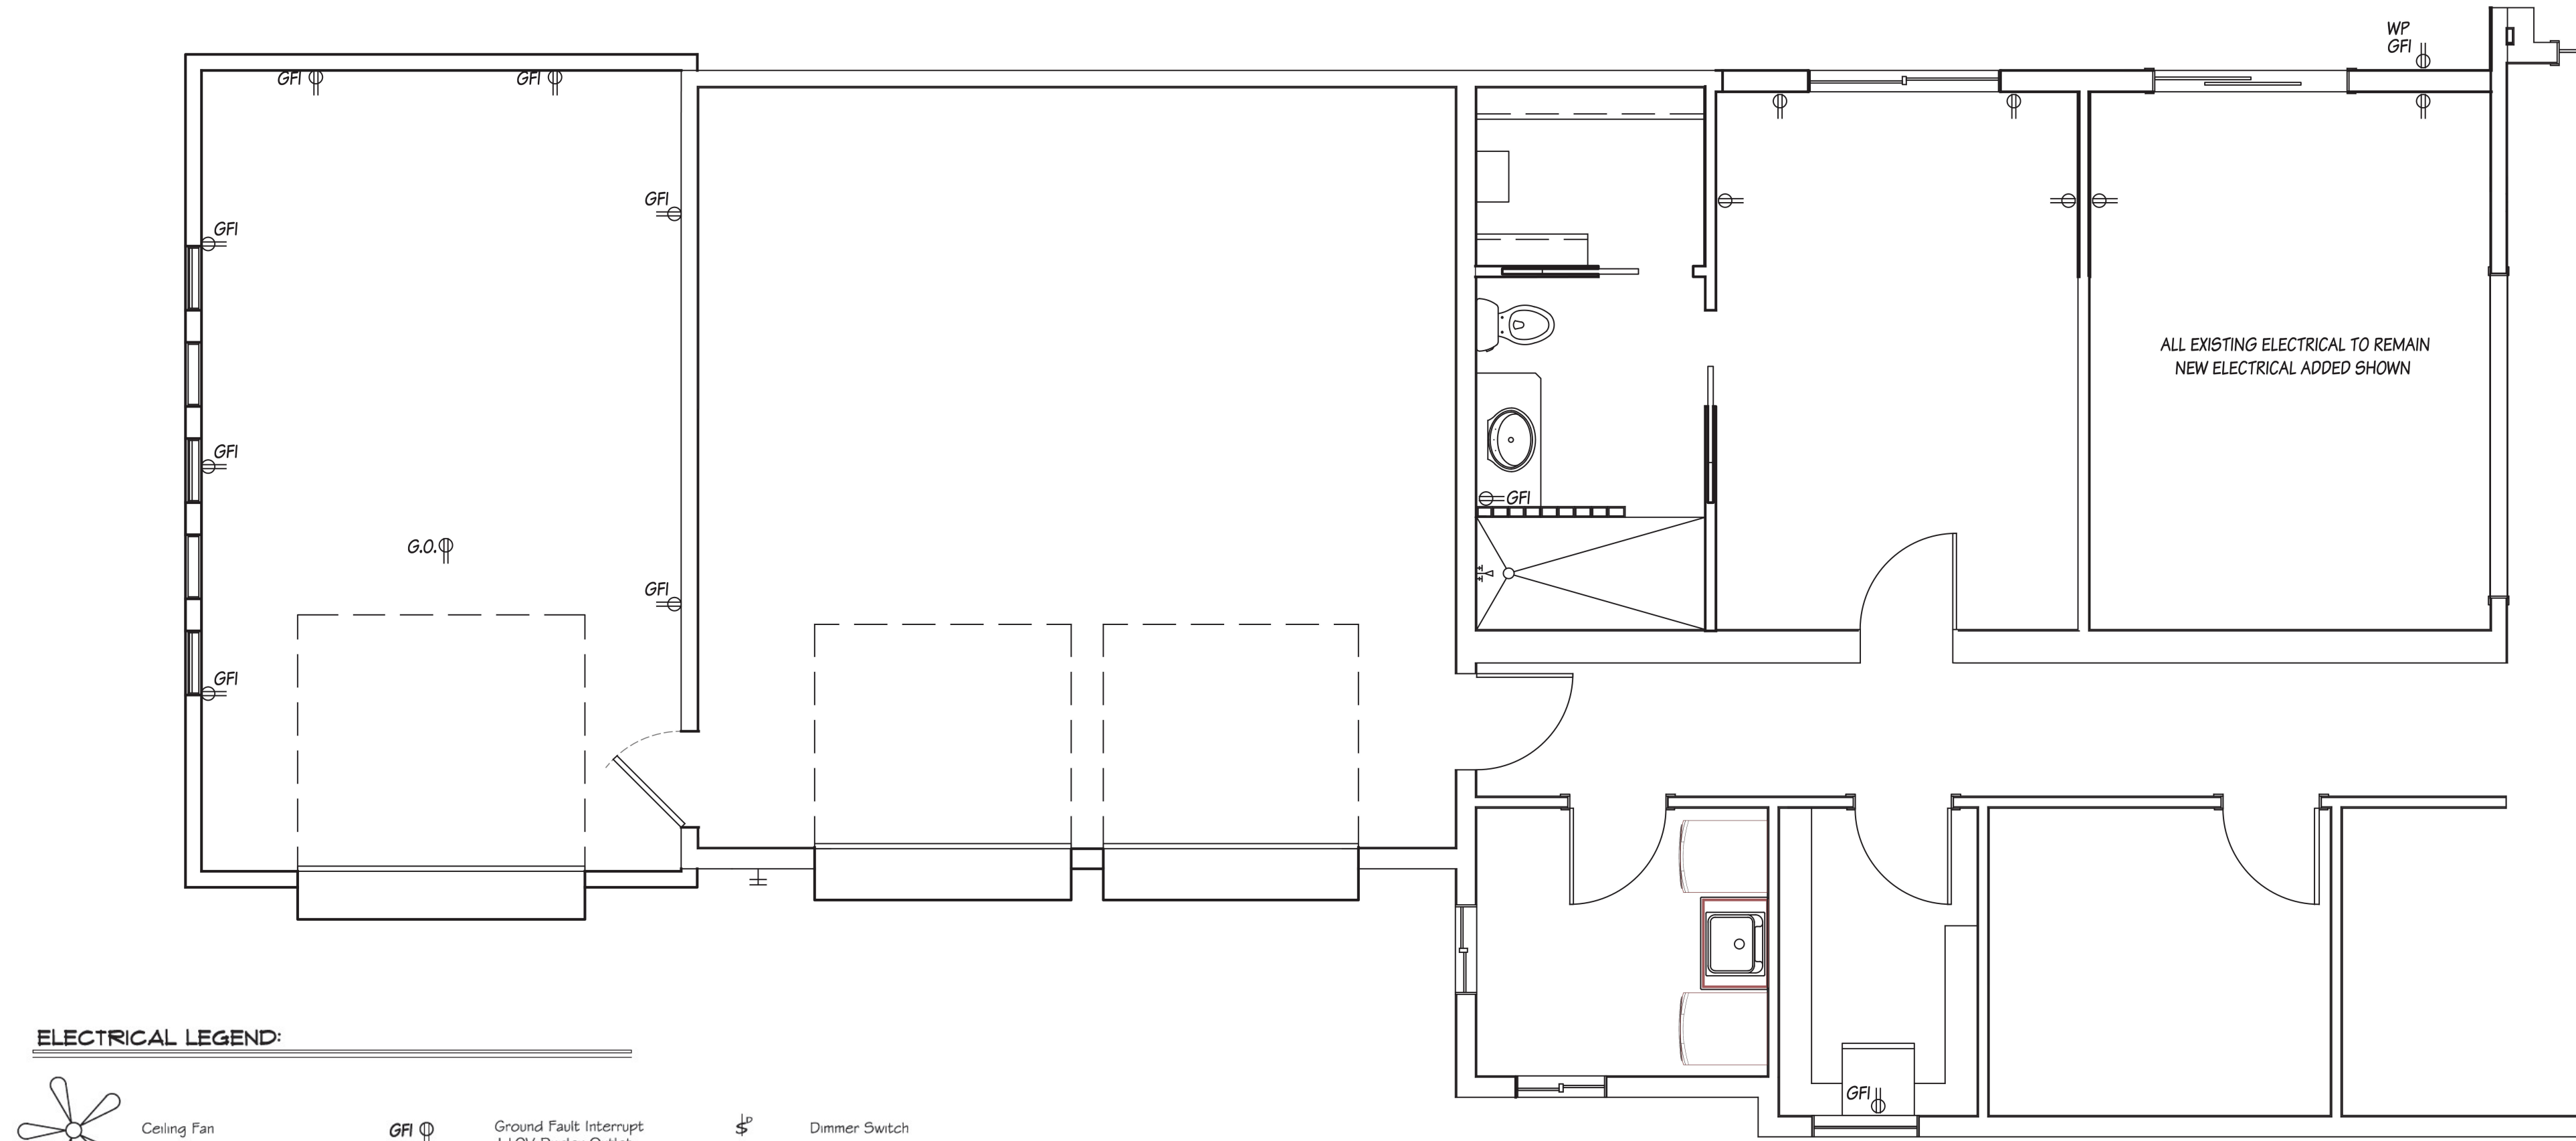 WP
GFI
GFI
GFI
GFI
GFI
ALL EXISTING ELECTRICAL TO REMAIN
NEW ELECTRICAL ADDED SHOWN
GFI
GFI
G.O.
GFI
GFI
ELECTRICAL LEGEND:
GFI
Ceiling Fan
GFI
Ground Fault Interrupt
Dimmer Switch